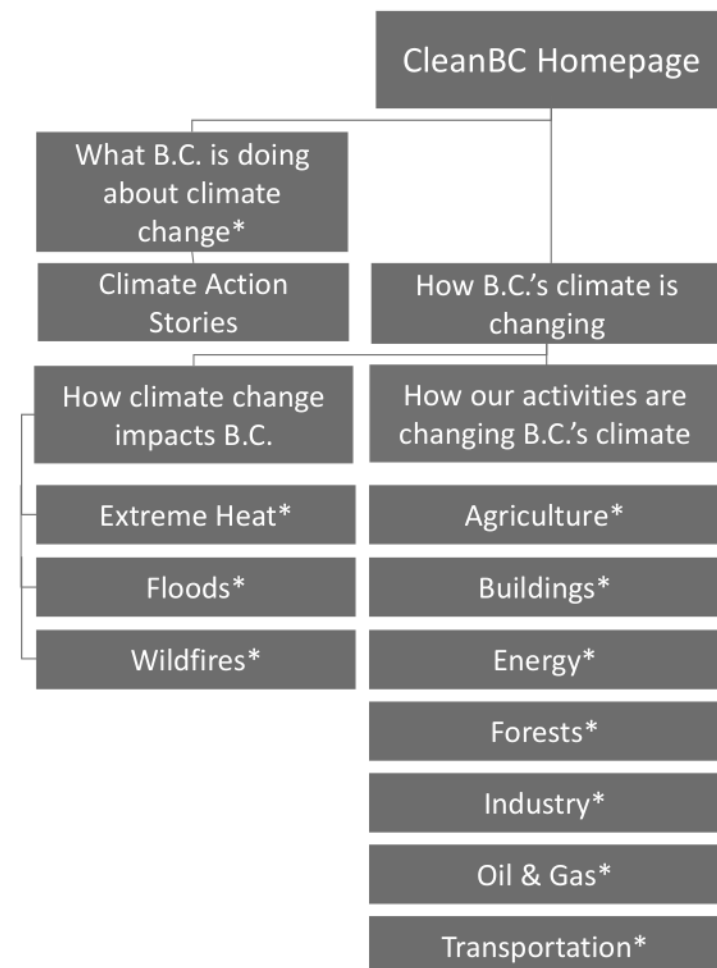 CleanBC Homepage
What B.C. is doing
about climate
change*
Climate Action
Stories
How B.C.’s climate is
changing
How climate change
impacts B.C.
How our activities are
changing B.C.’s climate
Extreme Heat*
Agriculture*
Floods*
Buildings*
Wildfires*
Energy*
Forests*
Industry*
Oil & Gas*
Transportation*